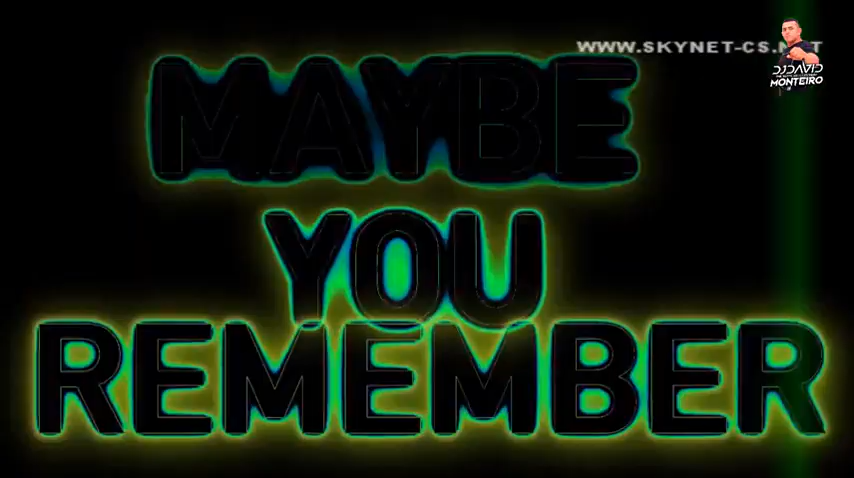 WWW.SKYNET-CS.NET
DJ DAVID
MONTEIRO
MAYBE
YOU
REMEMBER